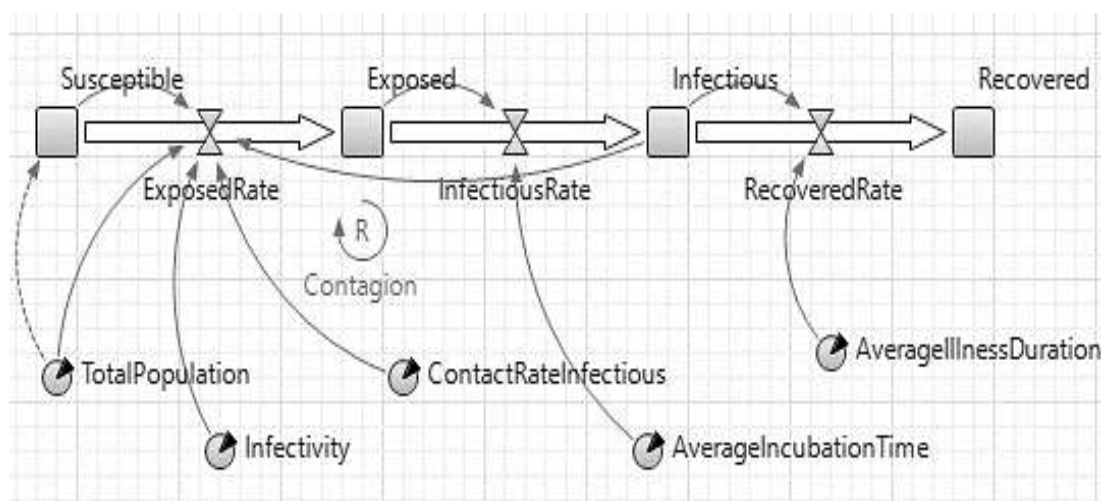 Susceptible
Exposed
Infectious
Recovered
ExposedRate
InfectiousRate
RecoveredRate
R
Contagion
TotalPopulation
ContactRateInfectious
AverageIllnessDuration
Infectivity
AverageIncubationTime